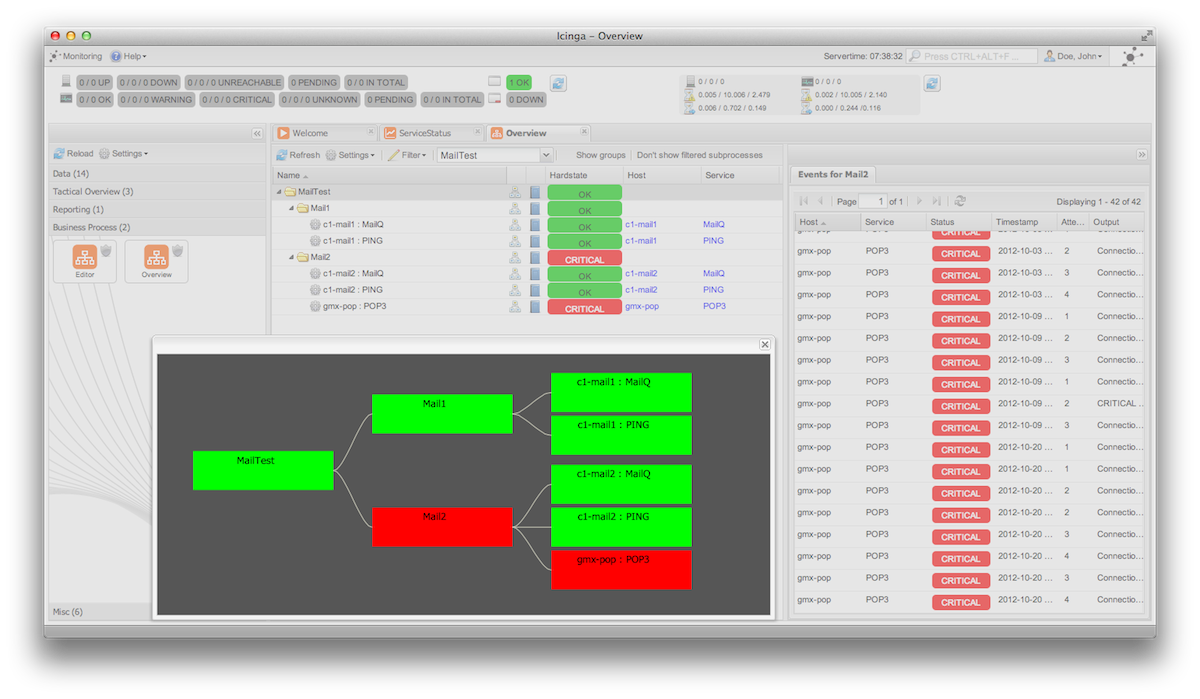 Icinga – Overview
Monitoring Help Servertime: 07:38:32 Press CTRL+ALT+F ... Doe, John
0 / 0 UP 0 / 0 / 0 DOWN 0 / 0 / 0 UNREACHABLE 0 PENDING 0 / 0 IN TOTAL 1 OK 0 / 0 / 0 0 / 0 / 0
0.005 / 10.006 / 2.479 0.002 / 10.005 / 2.140
0 / 0 OK 0 / 0 / 0 WARNING 0 / 0 / 0 CRITICAL 0 / 0 / 0 UNKNOWN 0 PENDING 0 / 0 IN TOTAL 0 DOWN
0.006 / 0.702 / 0.149 0.000 / 0.244 /0.116
Reload Settings
Data (14)
Tactical Overview (3)
Reporting (1)
Business Process (2)
Editor Overview
Misc (6)
Welcome ServiceStatus Overview
Refresh Settings Filter MailTest Show groups Don't show filtered subprocesses
Name Hardstate Host Service
MailTest OK
Mail1 OK
c1-mail1 : MailQ OK c1-mail1 MailQ
c1-mail1 : PING OK c1-mail1 PING
Mail2 CRITICAL
c1-mail2 : MailQ OK c1-mail2 MailQ
c1-mail2 : PING OK c1-mail2 PING
gmx-pop : POP3 CRITICAL gmx-pop POP3
MailTest
Mail1
Mail2
c1-mail1 : MailQ
c1-mail1 : PING
c1-mail2 : MailQ
c1-mail2 : PING
gmx-pop : POP3
Events for Mail2
Page 1 of 1 Displaying 1 - 42 of 42
Host Service Status Timestamp Atte... Output
gmx-pop POP3 CRITICAL 2012-10-03 ... Connectio...
gmx-pop POP3 CRITICAL 2012-10-03 ... 2 Connectio...
gmx-pop POP3 CRITICAL 2012-10-03 ... 3 Connectio...
gmx-pop POP3 CRITICAL 2012-10-03 ... 4 Connectio...
gmx-pop POP3 CRITICAL 2012-10-09 ... 1 Connectio...
gmx-pop POP3 CRITICAL 2012-10-09 ... 2 Connectio...
gmx-pop POP3 CRITICAL 2012-10-09 ... 3 Connectio...
gmx-pop POP3 CRITICAL 2012-10-09 ... 1 Connectio...
gmx-pop POP3 CRITICAL 2012-10-09 ... 2 CRITICAL ...
gmx-pop POP3 CRITICAL 2012-10-09 ... 3 Connectio...
gmx-pop POP3 CRITICAL 2012-10-20 ... 1 Connectio...
gmx-pop POP3 CRITICAL 2012-10-20 ... 1 Connectio...
gmx-pop POP3 CRITICAL 2012-10-20 ... 2 Connectio...
gmx-pop POP3 CRITICAL 2012-10-20 ... 2 Connectio...
gmx-pop POP3 CRITICAL 2012-10-20 ... 3 Connectio...
gmx-pop POP3 CRITICAL 2012-10-20 ... 4 Connectio...
gmx-pop POP3 CRITICAL 2012-10-20 ... 3 Connectio...
gmx-pop POP3 CRITICAL 2012-10-20 ... 4 Connectio...